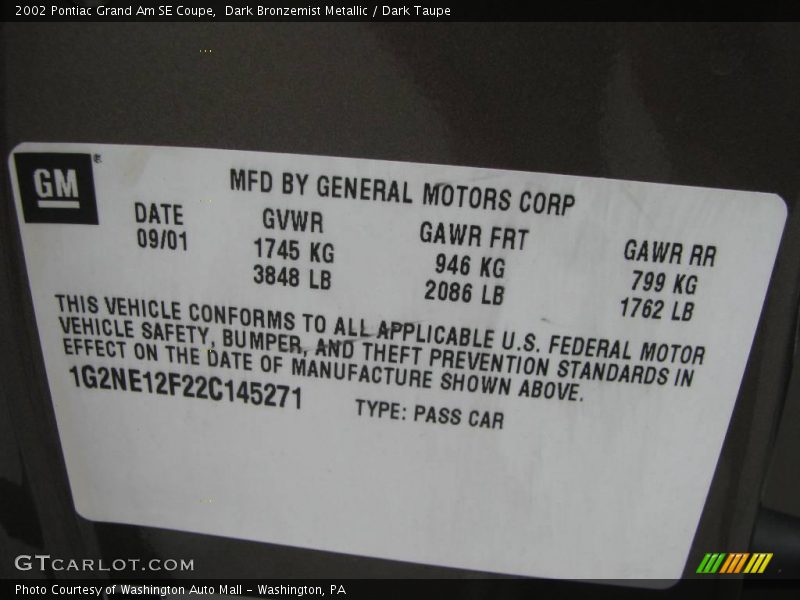 2002 Pontiac Grand Am SE Coupe,  Dark Bronzemist Metallic / Dark Taupe
GM®
MFD BY GENERAL MOTORS CORP
DATE GVWR GAWR FRT GAWR RR
09/01 1745 KG 946 KG 799 KG
3848 LB 2086 LB 1762 LB
THIS VEHICLE CONFORMS TO ALL APPLICABLE U.S. FEDERAL MOTOR
VEHICLE SAFETY, BUMPER, AND THEFT PREVENTION STANDARDS IN
EFFECT ON THE DATE OF MANUFACTURE SHOWN ABOVE.
1G2NE12F22C145271 TYPE: PASS CAR
GTCARLOT.COM
Photo Courtesy of Washington Auto Mall - Washington, PA